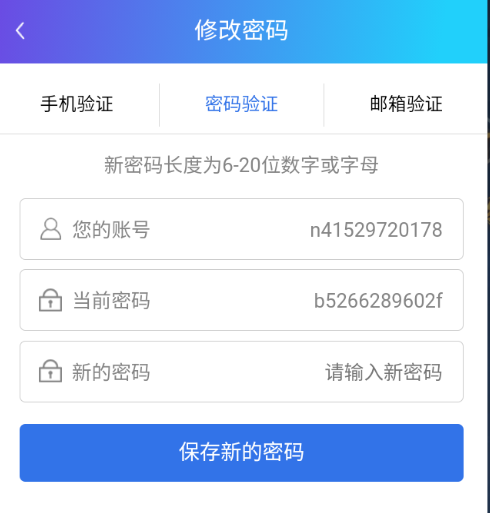 修改密码
手机验证 密码验证 邮箱验证
新密码长度为6-20位数字或字母
您的账号 n41529720178
当前密码 b5266289602f
新的密码 请输入新密码
保存新的密码